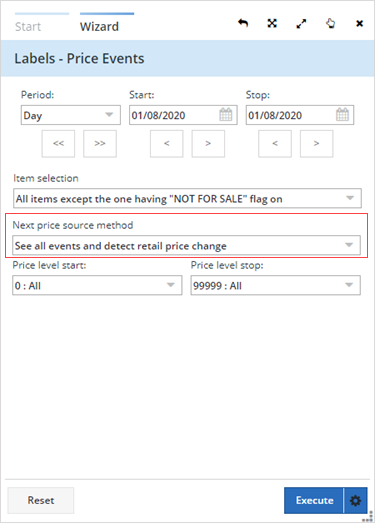 Start Wizard
Labels - Price Events
Period: Start: Stop:
Day 01/08/2020 01/08/2020
<< >> < > < >
Item selection
All items except the one having "NOT FOR SALE" flag on
Next price source method
See all events and detect retail price change
Price level start: Price level stop:
0 : All 99999 : All
Reset Execute